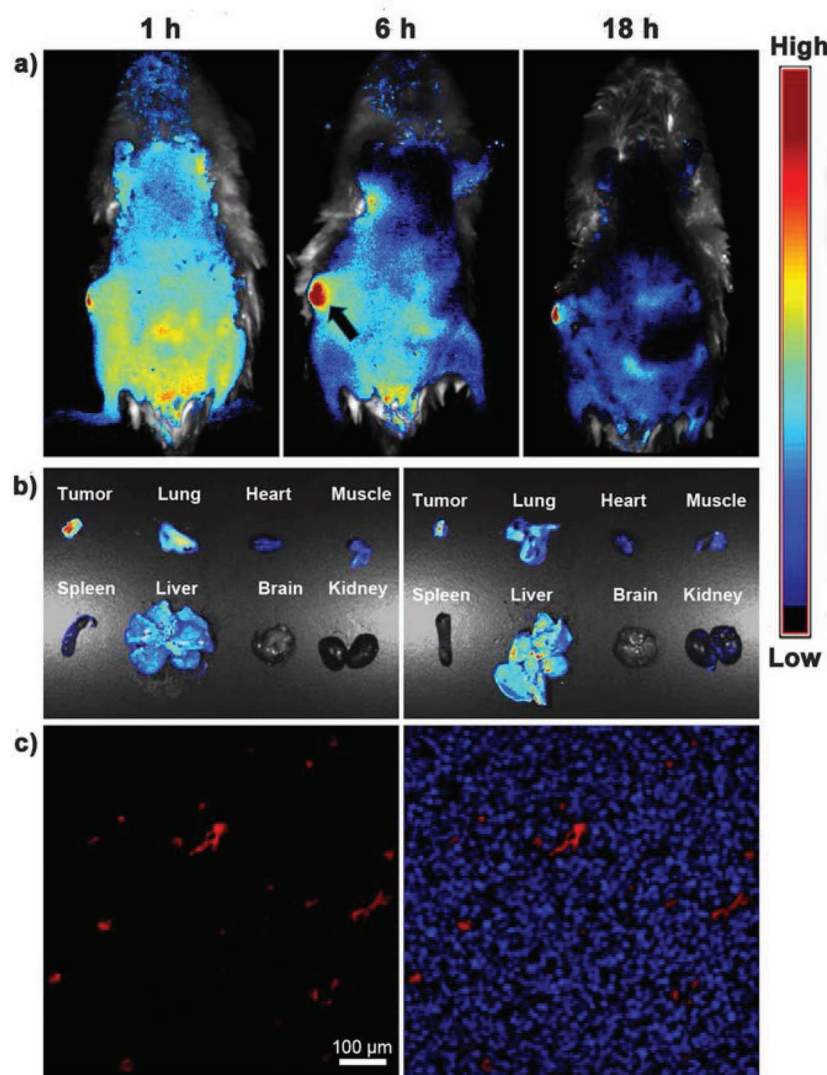 1 h 6 h 18 h
High
a)
b)
Tumor Lung Heart Muscle
Spleen Liver Brain Kidney
Tumor Lung Heart Muscle
Spleen Liver Brain Kidney
Low
c)
100 µm